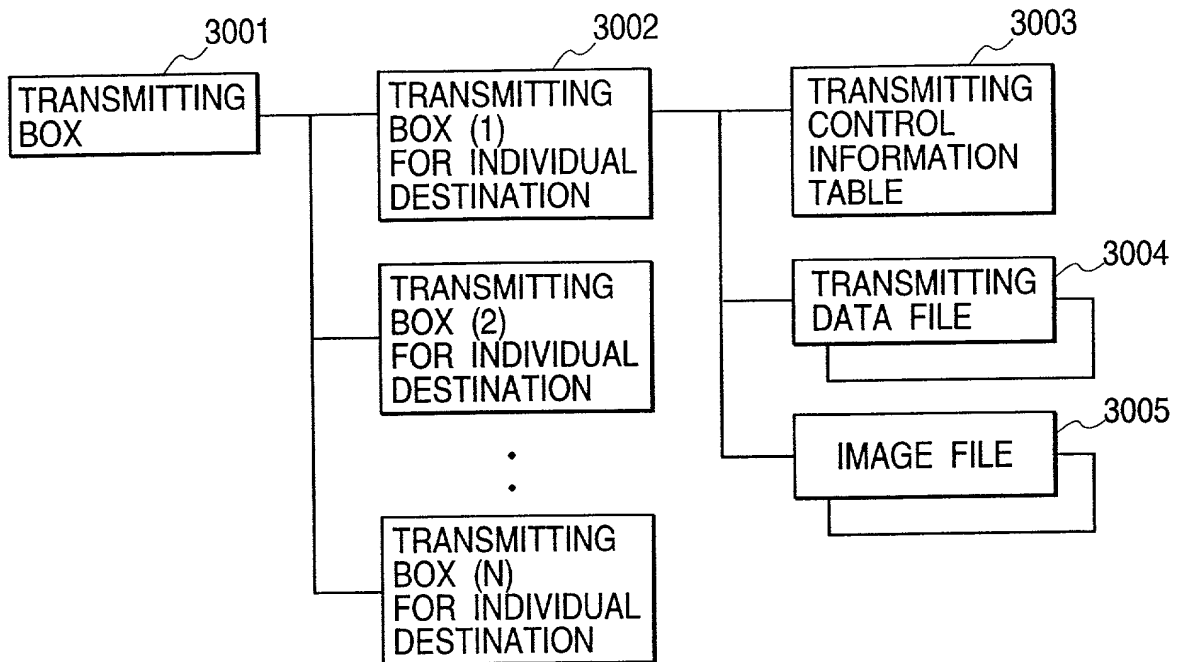 3001
TRANSMITTING
BOX
3002
TRANSMITTING
BOX (1)
FOR INDIVIDUAL
DESTINATION
3003
TRANSMITTING
CONTROL
INFORMATION
TABLE
TRANSMITTING
BOX (2)
FOR INDIVIDUAL
DESTINATION
3004
TRANSMITTING
DATA FILE
3005
IMAGE FILE
TRANSMITTING
BOX (N)
FOR INDIVIDUAL
DESTINATION